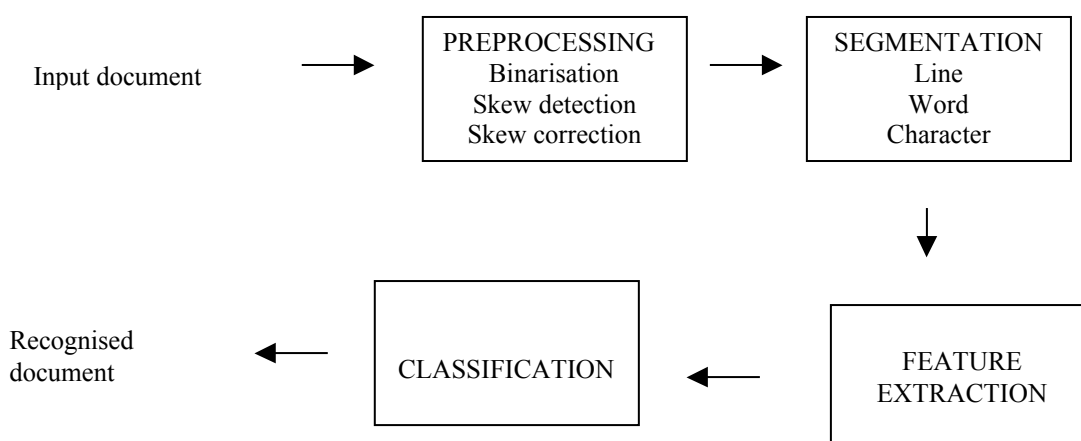 Input document
PREPROCESSING
Binarisation
Skew detection
Skew correction
SEGMENTATION
Line
Word
Character
FEATURE
EXTRACTION
CLASSIFICATION
Recognised
document